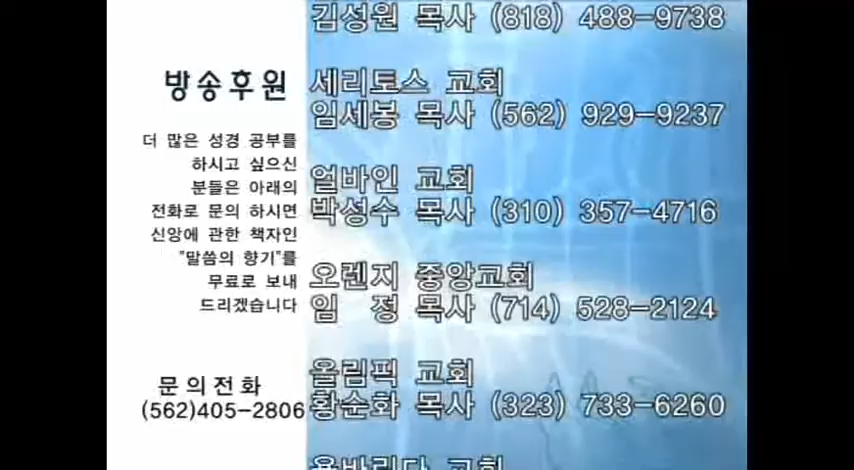 방송후원
더 많은 성경 공부를
하시고 싶으신
분들은 아래의
전화로 문의 하시면
신앙에 관한 책자인
"말씀의 향기"를
무료로 보내
드리겠습니다
문의전화
(562)405-2806
김성원 목사 (818) 488-9738
세리토스 교회
임세봉 목사 (562) 929-9237
얼바인 교회
박성수 목사 (310) 357-4716
오렌지 중앙교회
임 정 목사 (714) 528-2124
올림픽 교회
황순화 목사 (323) 733-6260
교회